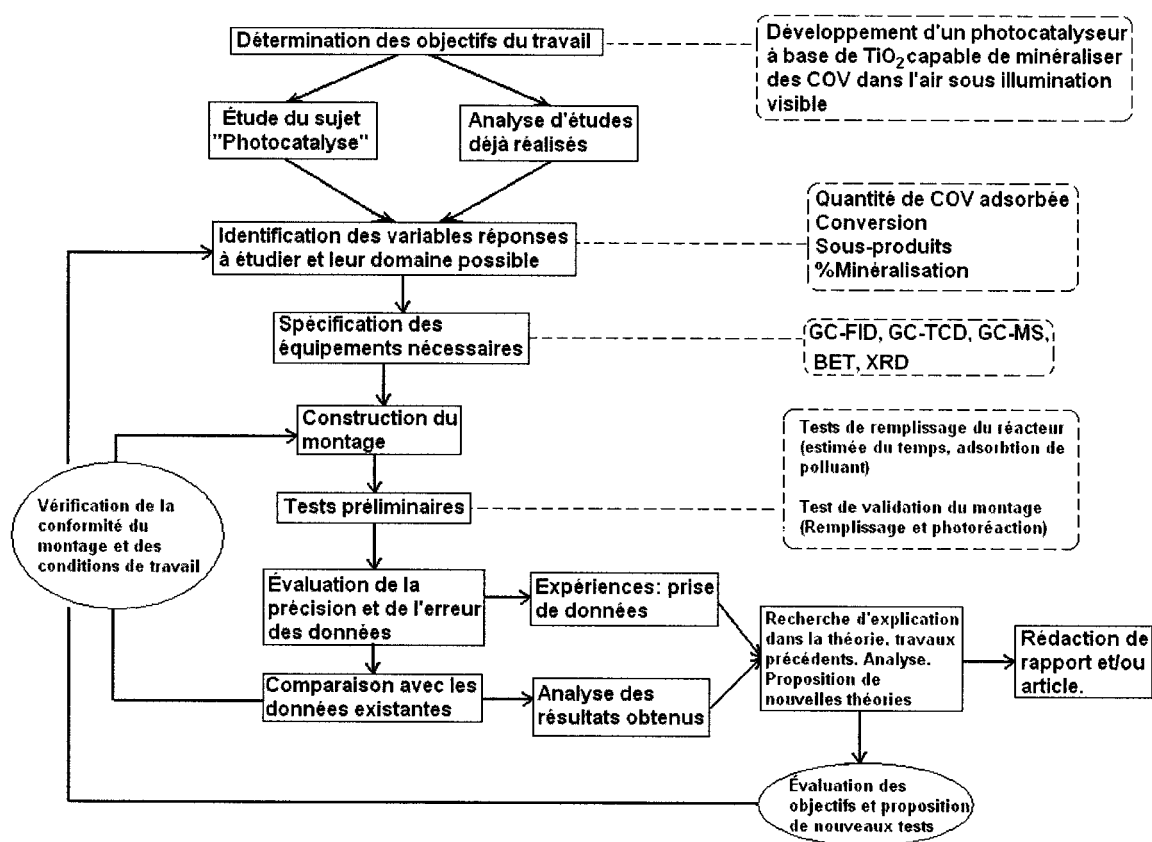 Détermination des objectifs du travail
Développement d'un photocatalyseur
à base de TiO₂ capable de minéraliser
des COV dans l'air sous illumination
visible
Étude du sujet
"Photocatalyse"
Analyse d'études
déjà réalisés
Identification des variables réponses
à étudier et leur domaine possible
Quantité de COV adsorbée
Conversion
Sous-produits
%Minéralisation
Spécification des
équipements nécessaires
GC-FID, GC-TCD, GC-MS,
BET, XRD
Construction du
montage
Tests de remplissage du réacteur
(estimée du temps, adsorbtion de
polluant)
Test de validation du montage
(Remplissage et photoréaction)
Tests préliminaires
Vérification de la
conformité du
montage et des
conditions de travail
Évaluation de la
précision et de l'erreur
des données
Expériences: prise
de données
Comparaison avec les
données existantes
Analyse des
résultats obtenus
Recherche d'explication
dans la théorie, travaux
précédents. Analyse.
Proposition de
nouvelles théories
Rédaction de
rapport et/ou
article.
Évaluation des
objectifs et proposition
de nouveaux tests